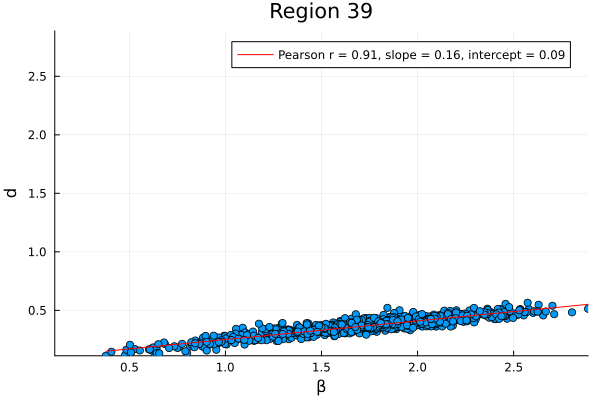 Region 39
Pearson r = 0.91, slope = 0.16, intercept = 0.09
2.5
2.0
1.5
1.0
0.5
d
0.5 1.0 1.5 2.0 2.5
β